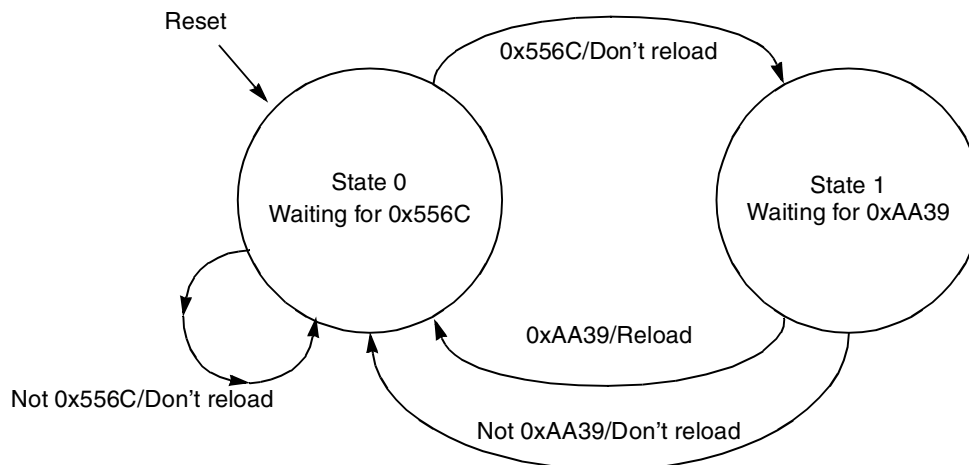 Reset
0x556C/Don't reload
State 0
Waiting for 0x556C
State 1
Waiting for 0xAA39
0xAA39/Reload
Not 0x556C/Don't reload
Not 0xAA39/Don't reload